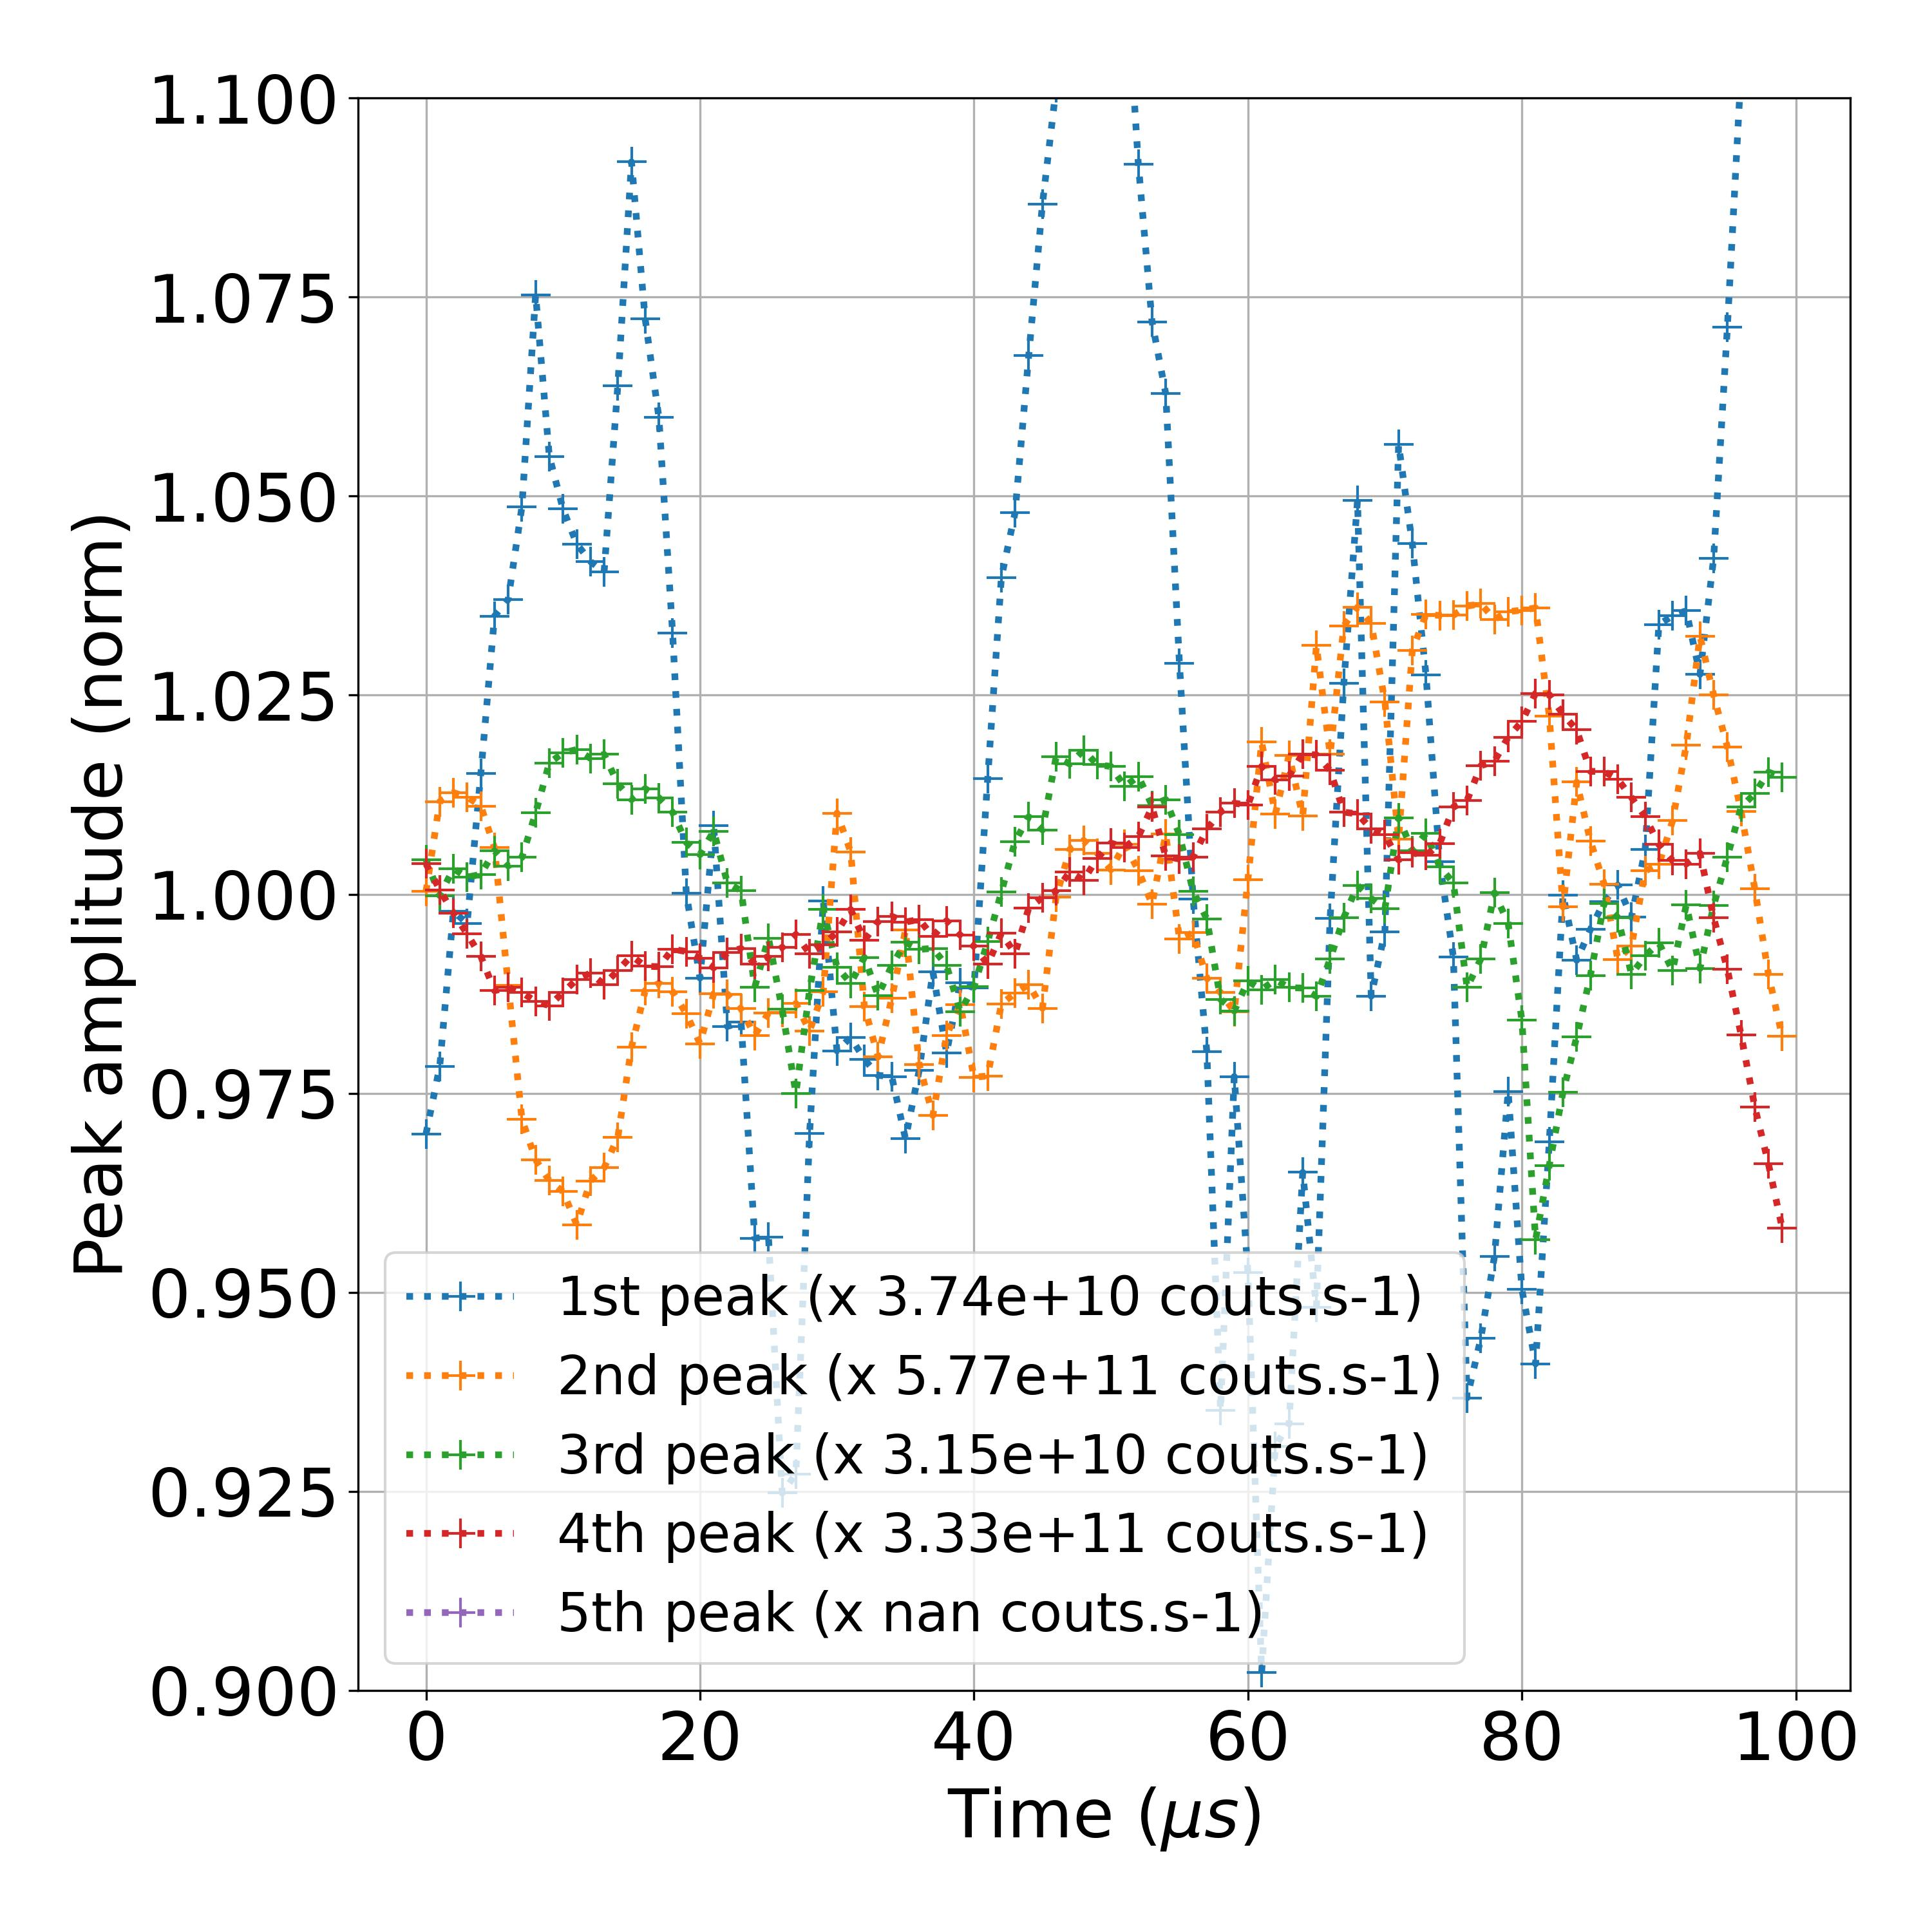 1.100
1.075
1.050
1.025
1.000
0.975
0.950
0.925
0.900
Peak amplitude (norm)
1st peak (x 3.74e+10 couts.s-1)
2nd peak (x 5.77e+11 couts.s-1)
3rd peak (x 3.15e+10 couts.s-1)
4th peak (x 3.33e+11 couts.s-1)
5th peak (x nan couts.s-1)
0 20 40 60 80 100
Time (μs)